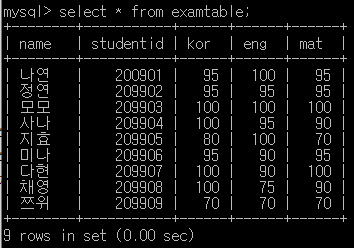 mysql> select * from examtable;
+--------+-----------+------+------+------+
| name | studentid | kor | eng | mat |
+--------+-----------+------+------+------+
| 나연 | 200901 | 95 | 100 | 95 |
| 정연 | 209902 | 95 | 95 | 95 |
| 모모 | 209903 | 100 | 100 | 100 |
| 사나 | 209904 | 100 | 95 | 90 |
| 지효 | 209905 | 80 | 100 | 70 |
| 미나 | 209906 | 95 | 90 | 95 |
| 다현 | 209907 | 100 | 90 | 100 |
| 채영 | 209908 | 100 | 75 | 90 |
| 쯔위 | 209909 | 70 | 70 | 70 |
+--------+-----------+------+------+------+
9 rows in set (0.00 sec)